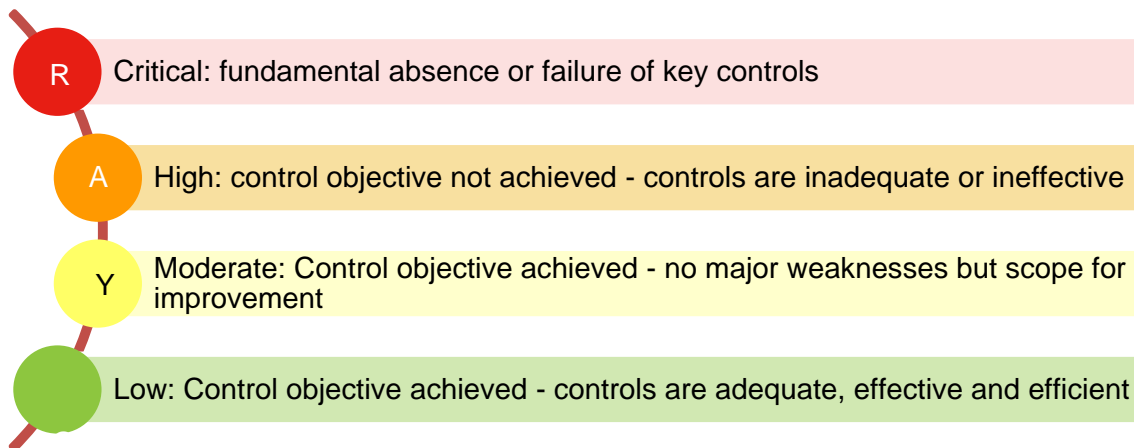 R
Critical: fundamental absence or failure of key controls
A
High: control objective not achieved - controls are inadequate or ineffective
Y
Moderate: Control objective achieved - no major weaknesses but scope for
improvement
Low: Control objective achieved - controls are adequate, effective and efficient